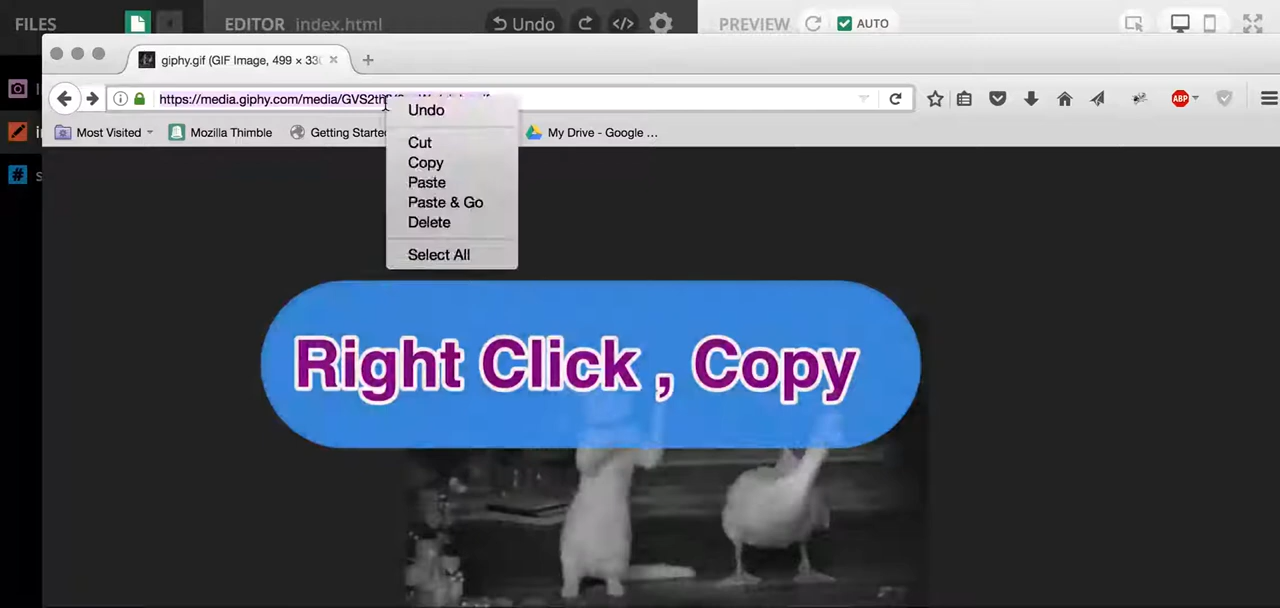 FILES
EDITOR index.html
Undo
PREVIEW
AUTO
giphy.gif (GIF Image, 499 × 33
Most Visited
Mozilla Thimble
Getting Starte
My Drive - Google ...
Undo
Cut
Copy
Paste
Paste & Go
Delete
Select All
ABP
Right Click , Copy